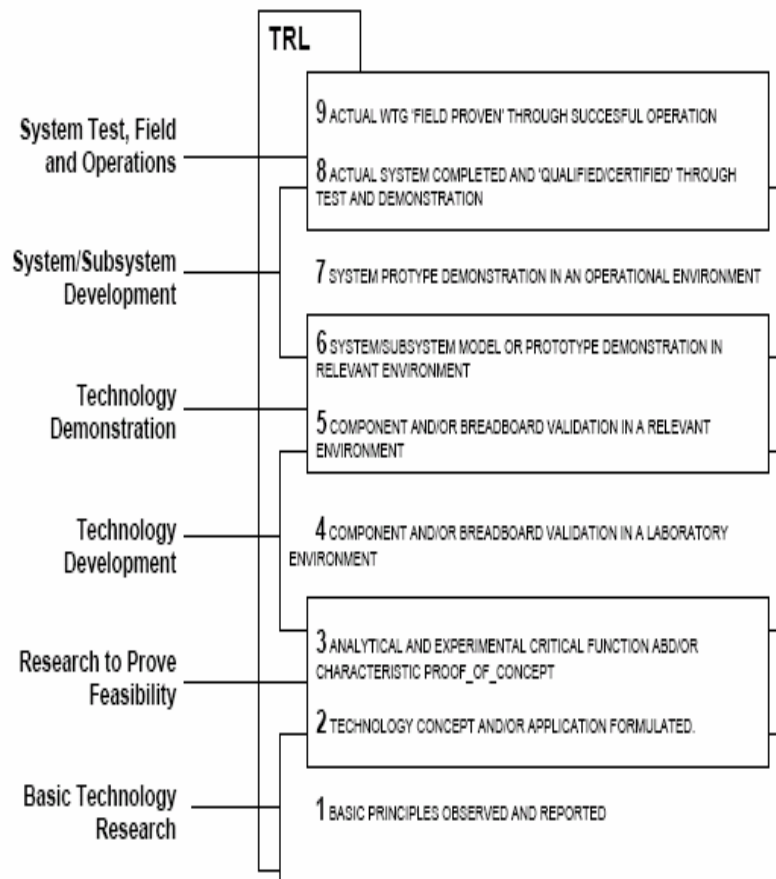 TRL
9 ACTUAL WTG 'FIELD PROVEN' THROUGH SUCCESFUL OPERATION
System Test, Field
and Operations
8 ACTUAL SYSTEM COMPLETED AND 'QUALIFIED/CERTIFIED' THROUGH
TEST AND DEMONSTRATION
System/Subsystem
Development
7 SYSTEM PROTYPE DEMONSTRATION IN AN OPERATIONAL ENVIRONMENT
6 SYSTEM/SUBSYSTEM MODEL OR PROTOTYPE DEMONSTRATION IN
RELEVANT ENVIRONMENT
Technology
Demonstration
5 COMPONENT AND/OR BREADBOARD VALIDATION IN A RELEVANT
ENVIRONMENT
Technology
Development
4 COMPONENT AND/OR BREADBOARD VALIDATION IN A LABORATORY
ENVIRONMENT
3 ANALYTICAL AND EXPERIMENTAL CRITICAL FUNCTION ABD/OR
CHARACTERISTIC PROOF_OF_CONCEPT
Research to Prove
Feasibility
2 TECHNOLOGY CONCEPT AND/OR APPLICATION FORMULATED.
Basic Technology
Research
1 BASIC PRINCIPLES OBSERVED AND REPORTED